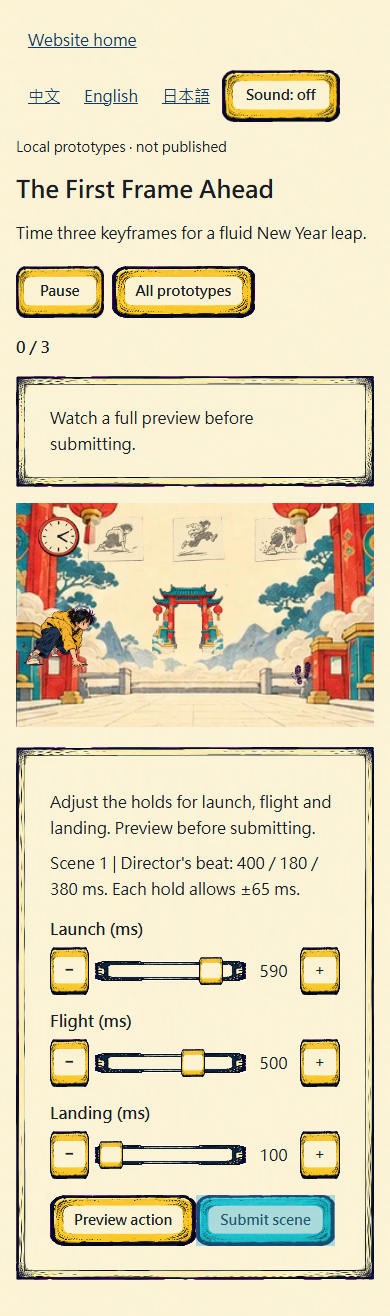 Website home
中文 English 日本語 Sound: off
Local prototypes · not published
The First Frame Ahead
Time three keyframes for a fluid New Year leap.
Pause All prototypes
0 / 3
Watch a full preview before
submitting.
Adjust the holds for launch, flight and
landing. Preview before submitting.
Scene 1 | Director's beat: 400 / 180 /
380 ms. Each hold allows ±65 ms.
Launch (ms)
− 590 +
Flight (ms)
− 500 +
Landing (ms)
− 100 +
Preview action Submit scene